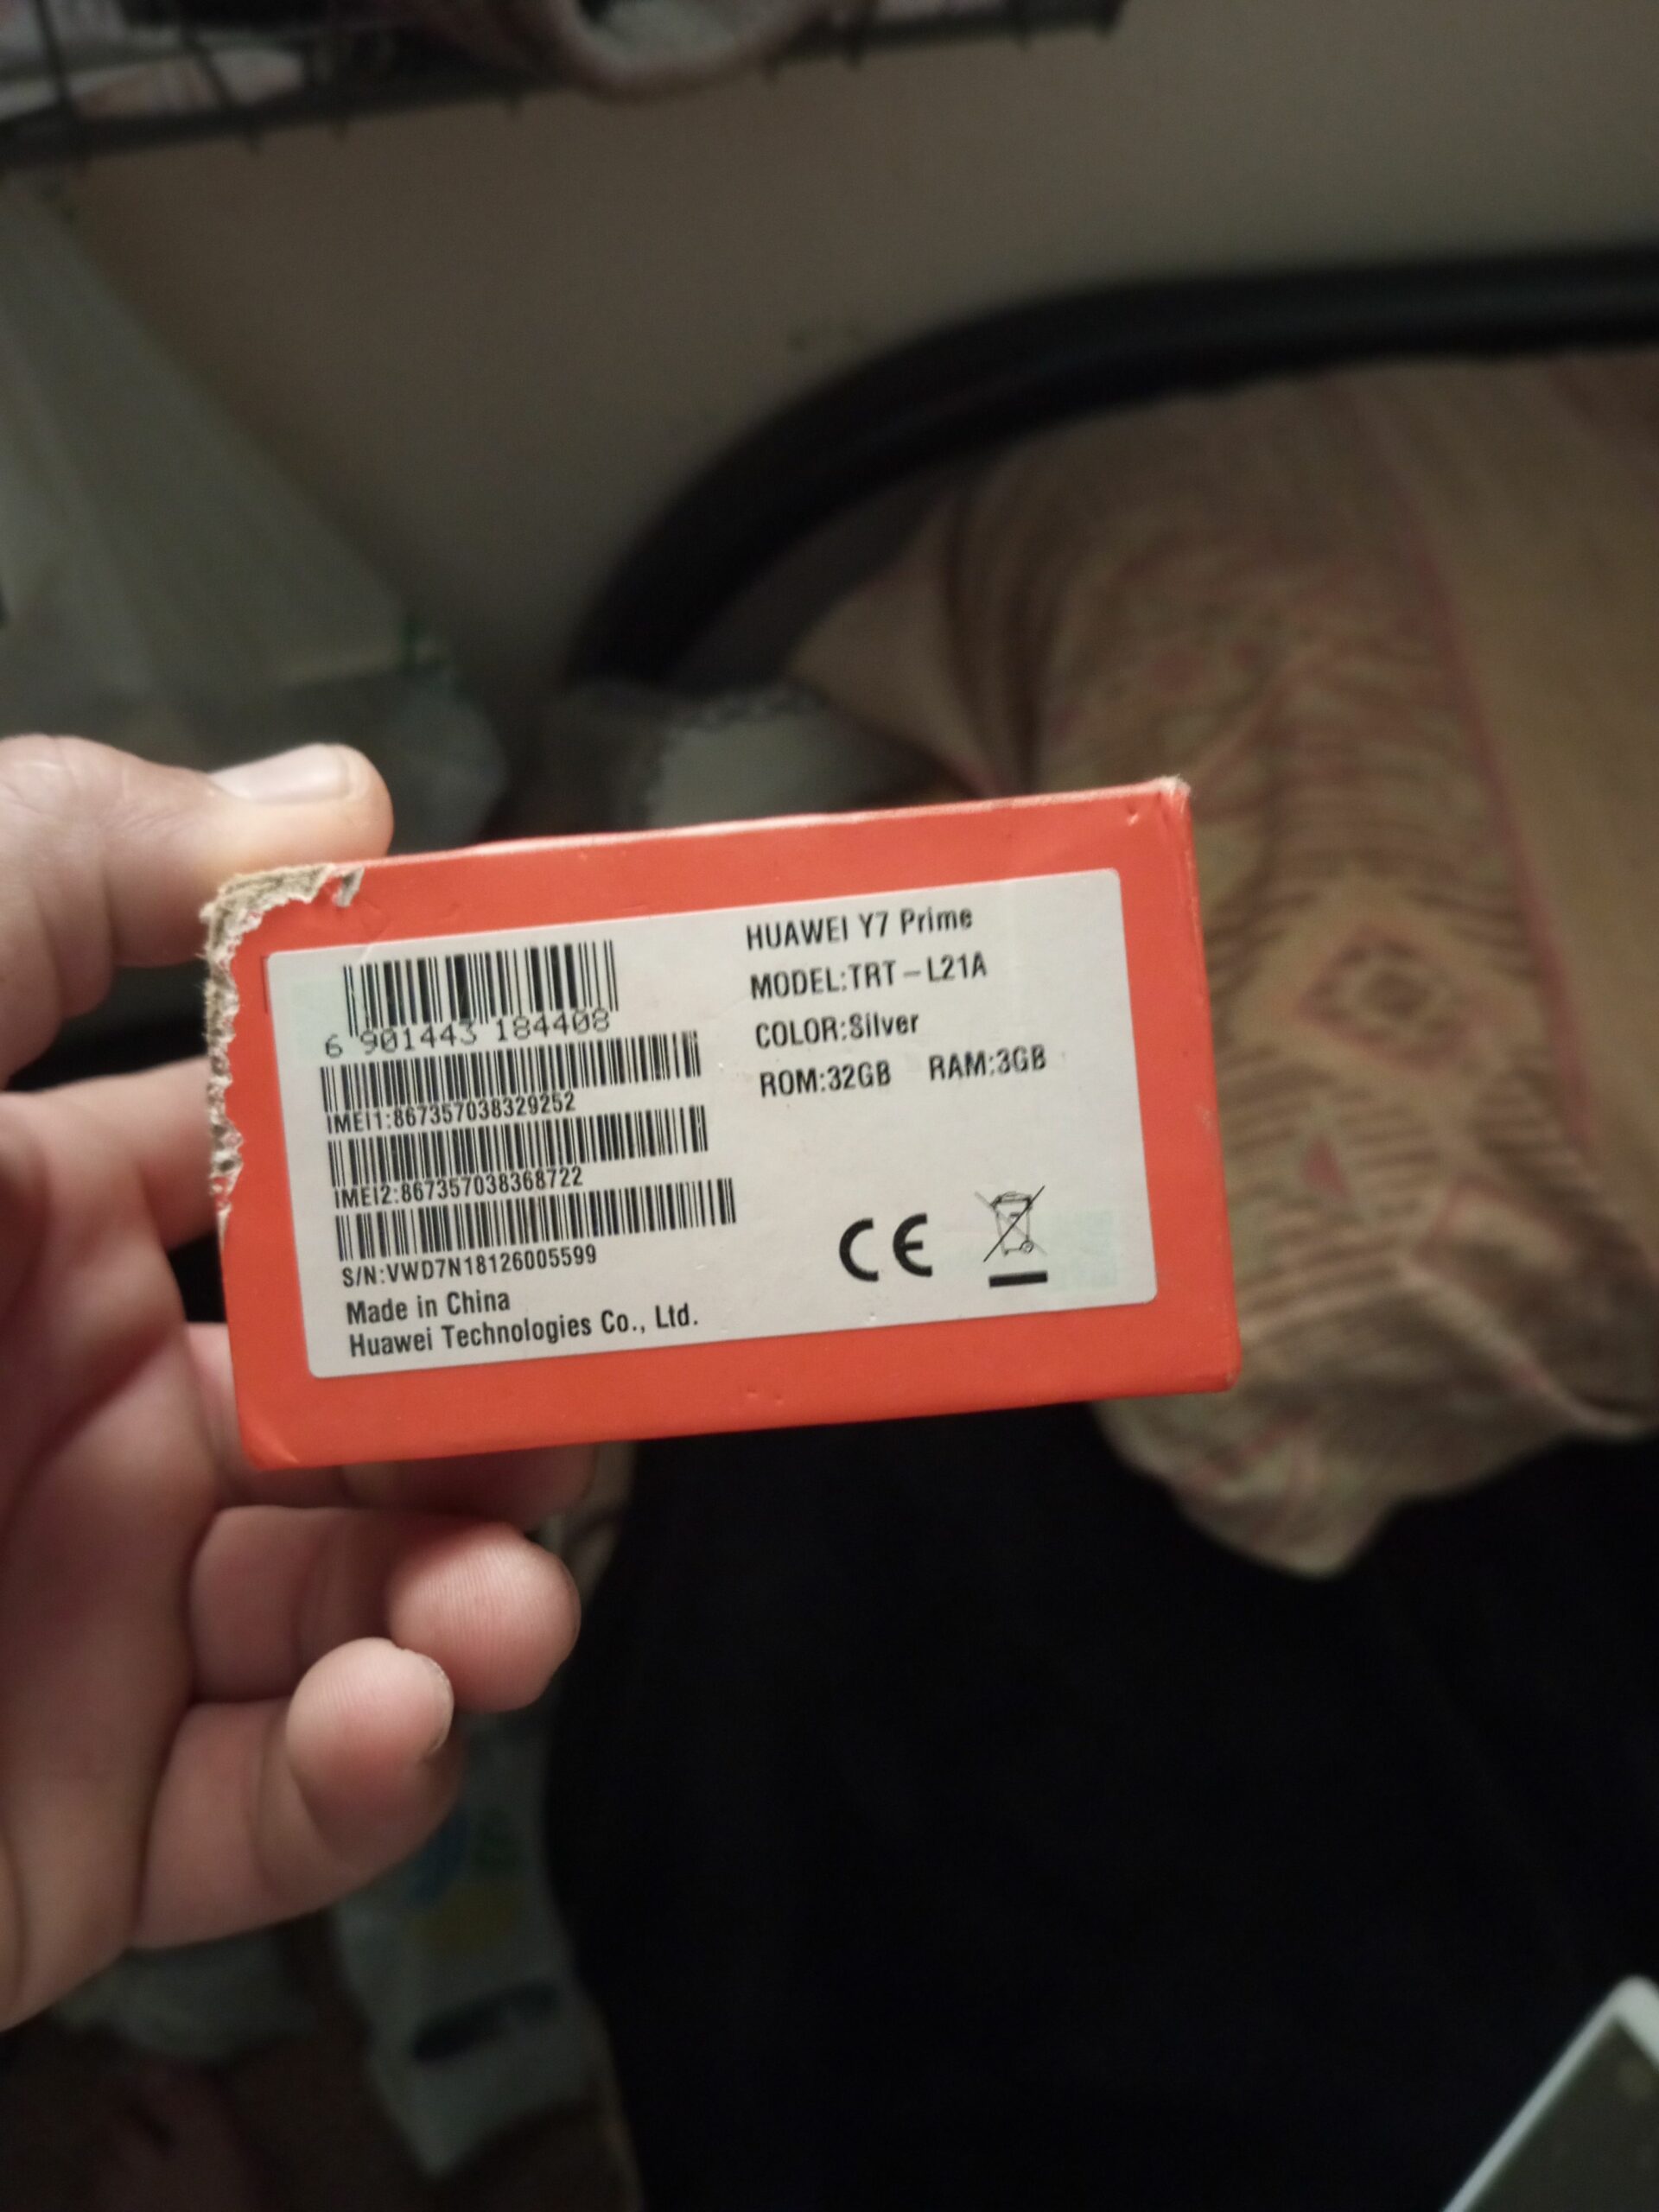 6 901443 184408
IMEI1:867357038329252
IMEI2:867357038368722
S/N:VWD7N18126005599
Made in China
Huawei Technologies Co., Ltd.
HUAWEI Y7 Prime
MODEL:TRT-L21A
COLOR:Silver
ROM:32GB RAM:3GB
CE